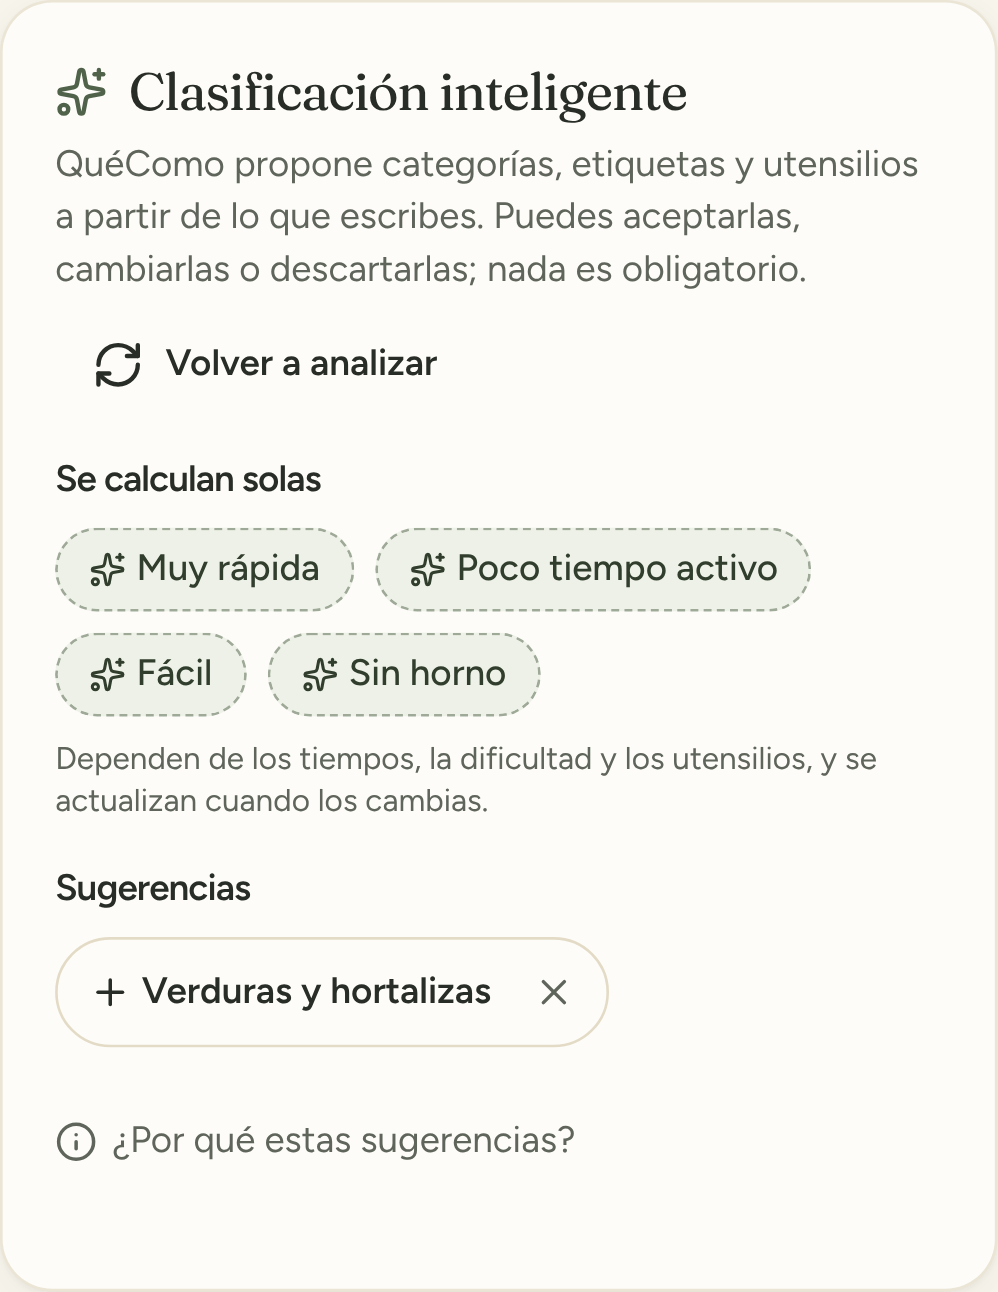 Clasificación inteligente
QuéComo propone categorías, etiquetas y utensilios
a partir de lo que escribes. Puedes aceptarlas,
cambiarlas o descartarlas; nada es obligatorio.
Volver a analizar
Se calculan solas
Muy rápida Poco tiempo activo
Fácil Sin horno
Dependen de los tiempos, la dificultad y los utensilios, y se
actualizan cuando los cambias.
Sugerencias
+ Verduras y hortalizas ×
¿Por qué estas sugerencias?